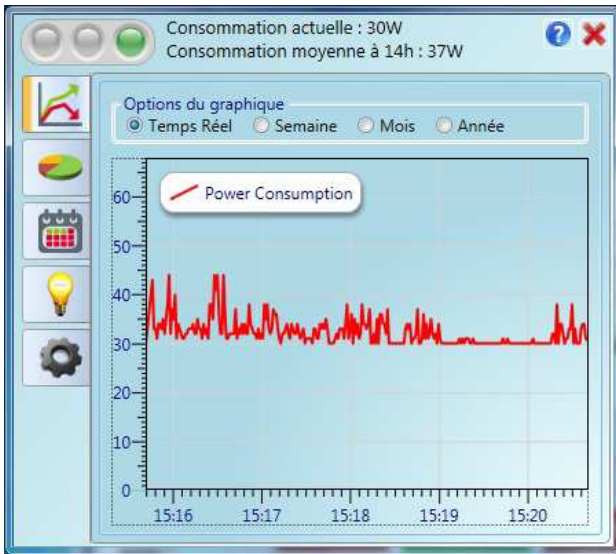 Consommation actuelle : 30W
Consommation moyenne à 14h : 37W
Options du graphique
Temps Réel Semaine Mois Année
Power Consumption
60
50
40
30
20
10
0
15:16 15:17 15:18 15:19 15:20